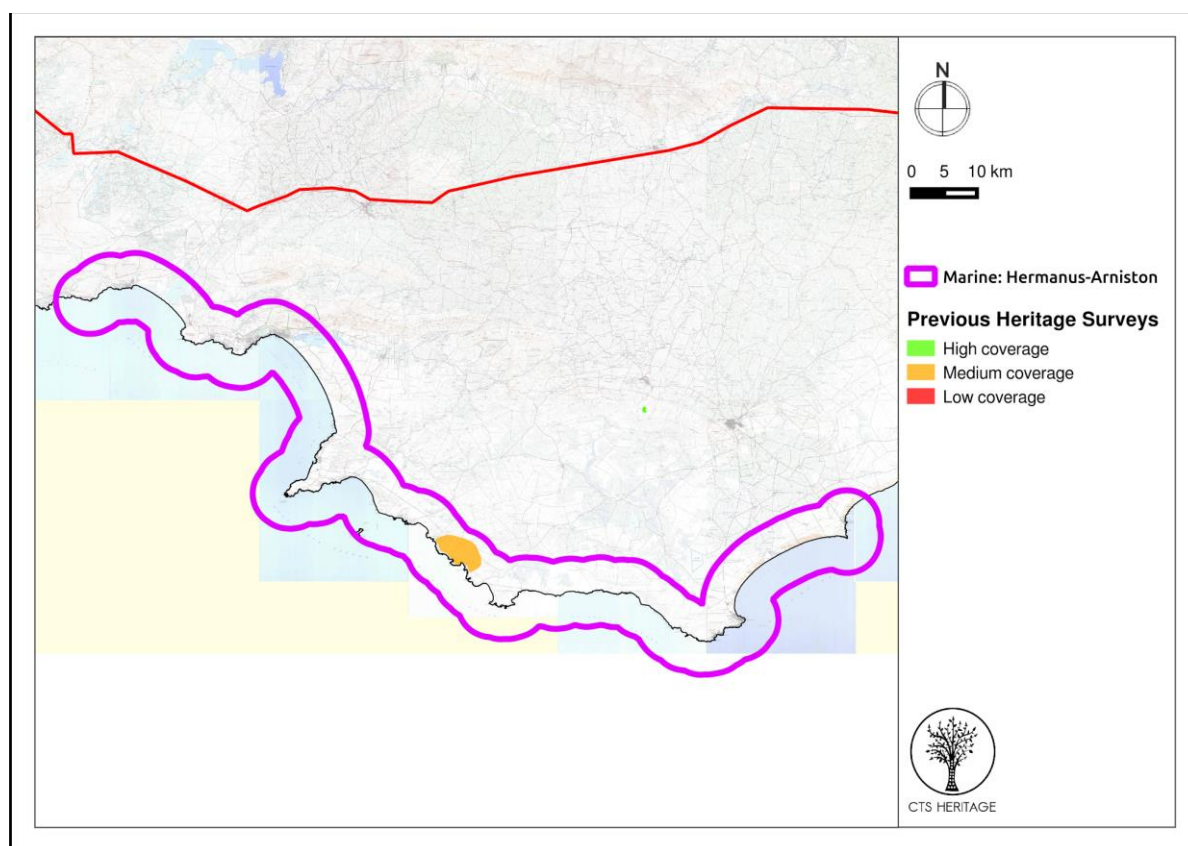 N
0 5 10 km
Marine: Hermanus-Arniston
Previous Heritage Surveys
High coverage
Medium coverage
Low coverage
CTS HERITAGE